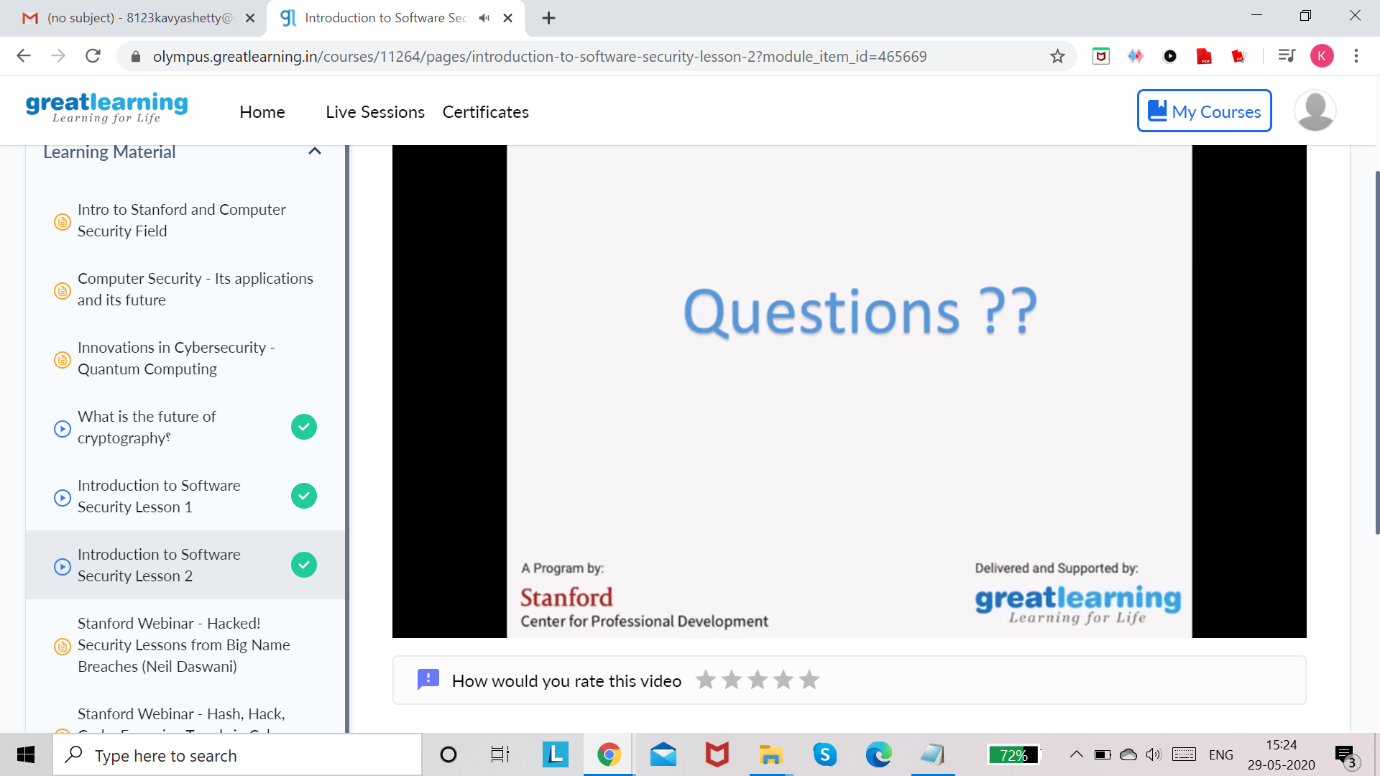 (no subject) - 8123kavyashetty@
Introduction to Software Sec
olympus.greatlearning.in/courses/11264/pages/introduction-to-software-security-lesson-2?module_item_id=465669
K
greatlearning
Learning for Life
Home
Live Sessions
Certificates
My Courses
Learning Material
Intro to Stanford and Computer
Security Field
Computer Security - Its applications
and its future
Innovations in Cybersecurity -
Quantum Computing
What is the future of
cryptography?
Introduction to Software
Security Lesson 1
Introduction to Software
Security Lesson 2
Stanford Webinar - Hacked!
Security Lessons from Big Name
Breaches (Neil Daswani)
Stanford Webinar - Hash, Hack,
Questions ??
A Program by:
Stanford
Center for Professional Development
Delivered and Supported by:
greatlearning
Learning for Life
How would you rate this video
Type here to search
72%
ENG
15:24
29-05-2020
3